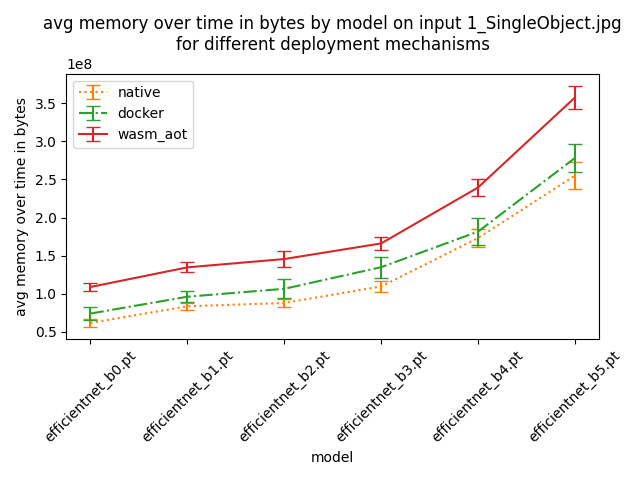 avg memory over time in bytes by model on input 1_SingleObject.jpg
for different deployment mechanisms
1e8
native
docker
wasm_aot
avg memory over time in bytes
3.5
3.0
2.5
2.0
1.5
1.0
0.5
efficientnet_b0.pt
efficientnet_b1.pt
efficientnet_b2.pt
efficientnet_b3.pt
efficientnet_b4.pt
efficientnet_b5.pt
model